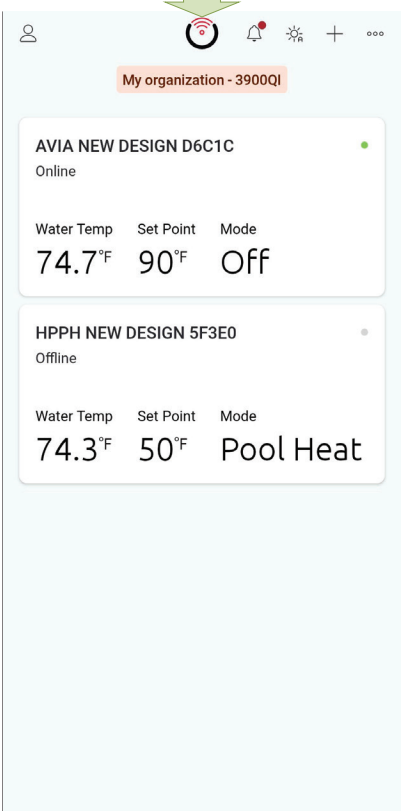 My organization - 3900QI
AVIA NEW DESIGN D6C1C
Online
Water Temp Set Point Mode
74.7°F 90°F Off
HPPH NEW DESIGN 5F3E0
Offline
Water Temp Set Point Mode
74.3°F 50°F Pool Heat